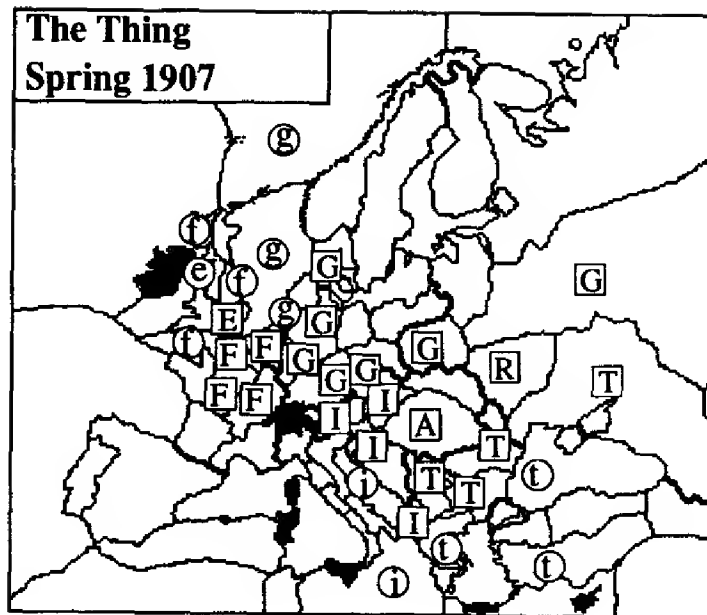 The Thing
Spring 1907
g
f
g G
e f G
g E G
f F F G G
G G R T
F F I
I A
I T
i T T t
I
t
i t